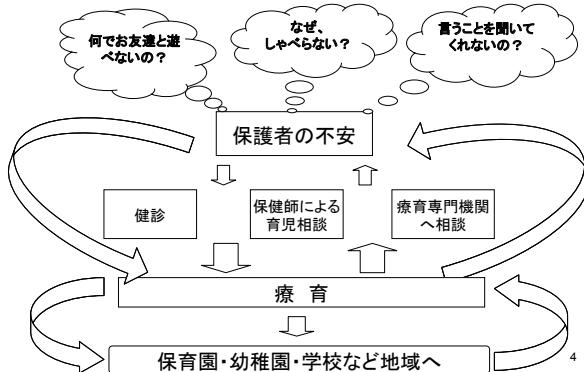 何でお友達と遊
べないの？
なぜ、
しゃべらない？
言うことを聞いて
くれないの？
保護者の不安
健診
保健師による
育児相談
療育専門機関
へ相談
療 育
保育園・幼稚園・学校など地域へ
4